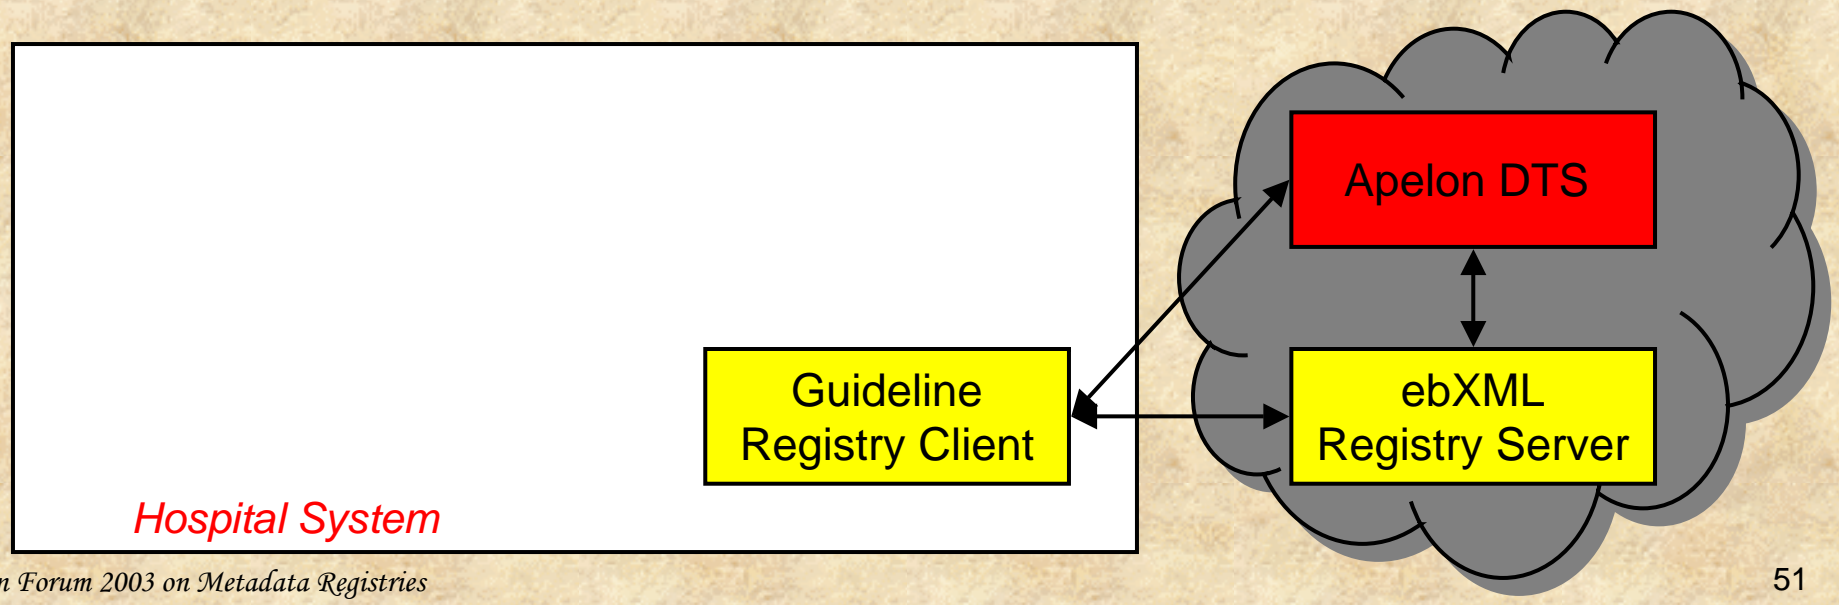 Apelon DTS
Guideline
Registry Client
ebXML
Registry Server
Hospital System
n Forum 2003 on Metadata Registries
51